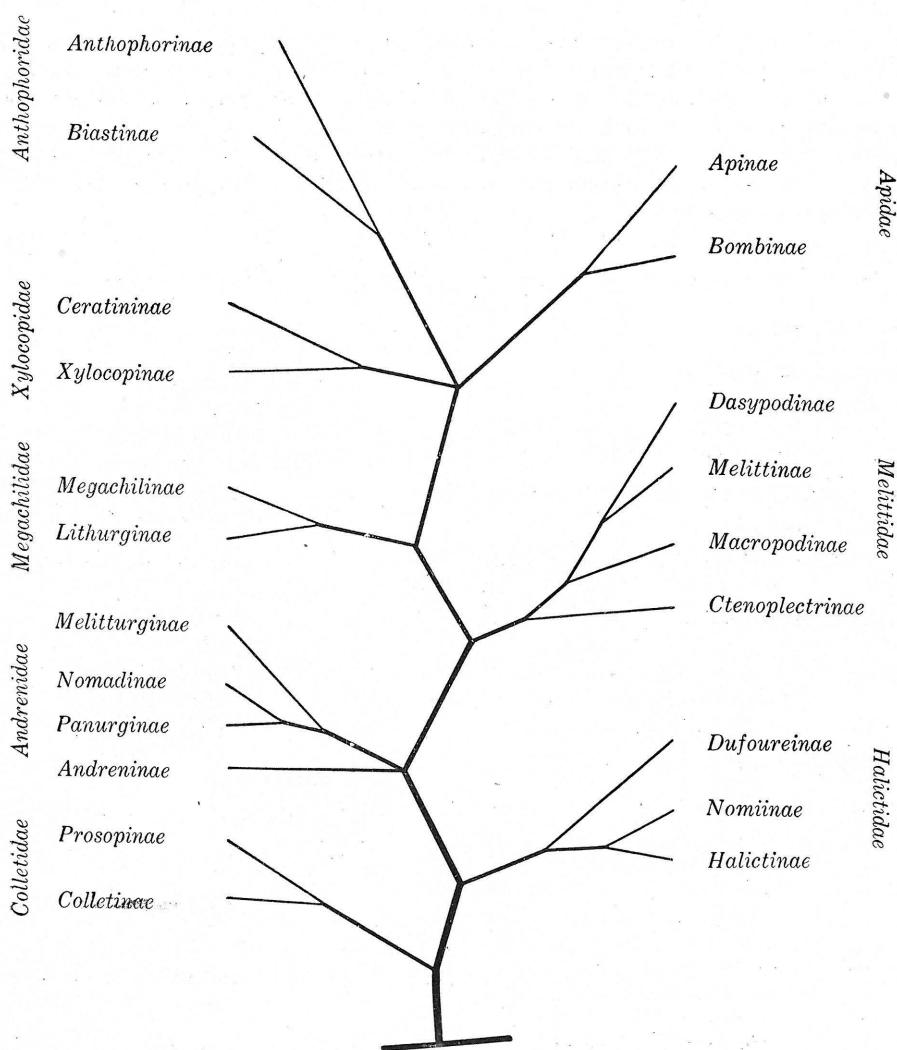 Anthophoridae
Anthophorinae
Biastinae
Xylocopidae
Ceratininae
Xylocopinae
Megachilidae
Megachilinae
Lithurginae
Andrenidae
Melitturginae
Nomadinae
Panurginae
Andreninae
Colletidae
Prosopinae
Colletinae
Apinae
Bombinae
Apidae
Dasypodinae
Melittinae
Macropodinae
Ctenoplectrinae
Melittidae
Dufoureinae
Nomiinae
Halictinae
Halictidae